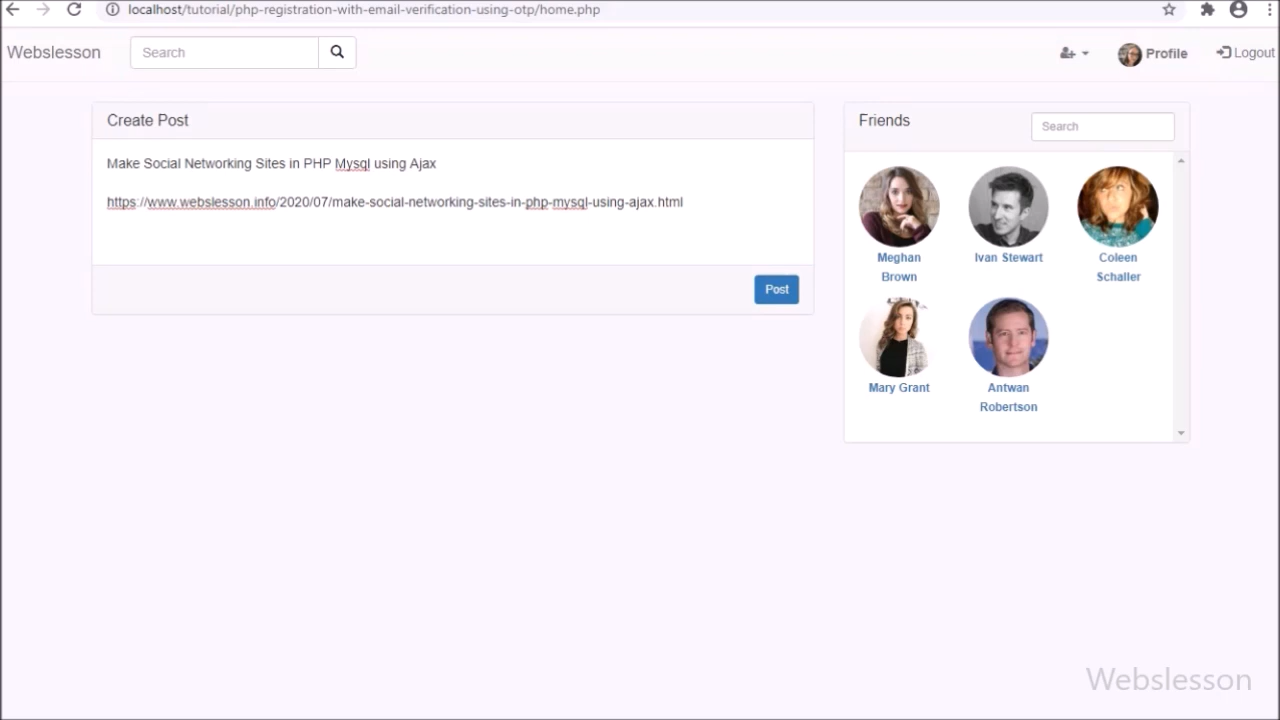 localhost/tutorial/php-registration-with-email-verification-using-otp/home.php
Webslesson
Search
Profile
Logout
Create Post
Make Social Networking Sites in PHP Mysql using Ajax
https://www.webslesson.info/2020/07/make-social-networking-sites-in-php-mysql-using-ajax.html
Post
Friends
Search
Meghan
Brown
Ivan Stewart
Coleen
Schaller
Mary Grant
Antwan
Robertson
Webslesson